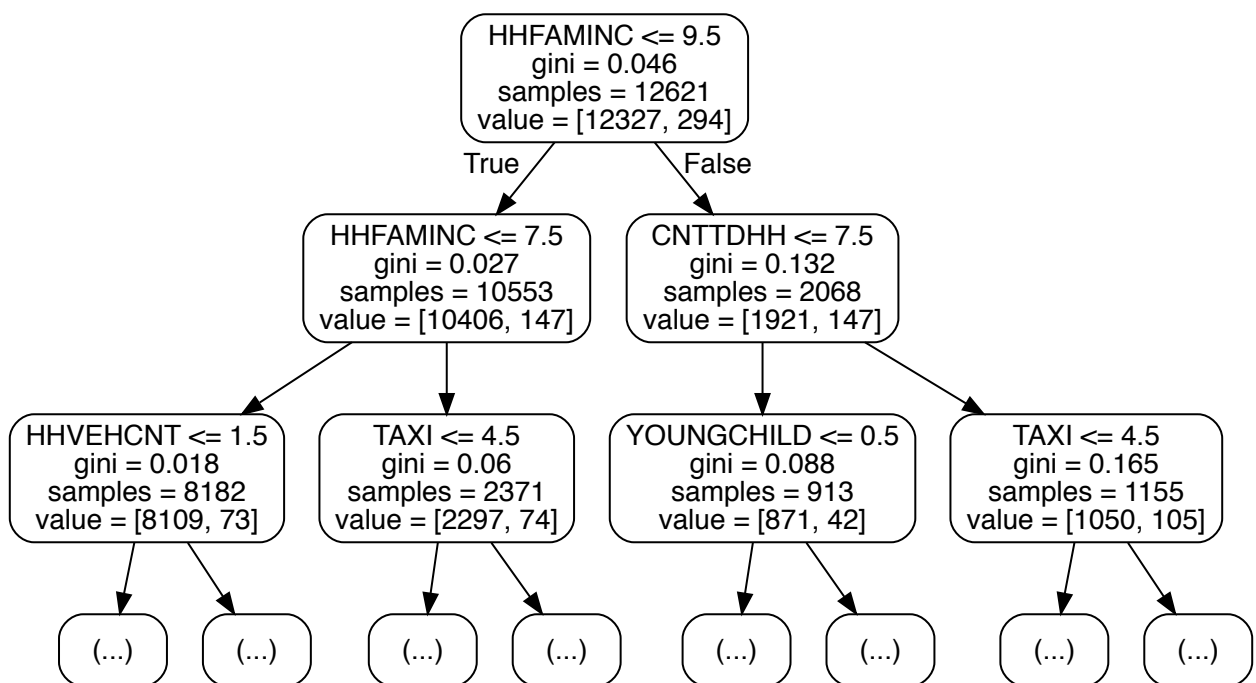 HHFAMINC <= 9.5
gini = 0.046
samples = 12621
value = [12327, 294]
True
False
HHFAMINC <= 7.5
gini = 0.027
samples = 10553
value = [10406, 147]
CNTTDHH <= 7.5
gini = 0.132
samples = 2068
value = [1921, 147]
HHVEHCNT <= 1.5
gini = 0.018
samples = 8182
value = [8109, 73]
TAXI <= 4.5
gini = 0.06
samples = 2371
value = [2297, 74]
YOUNGCHILD <= 0.5
gini = 0.088
samples = 913
value = [871, 42]
TAXI <= 4.5
gini = 0.165
samples = 1155
value = [1050, 105]
(...)
(...)
(...)
(...)
(...)
(...)
(...)
(...)